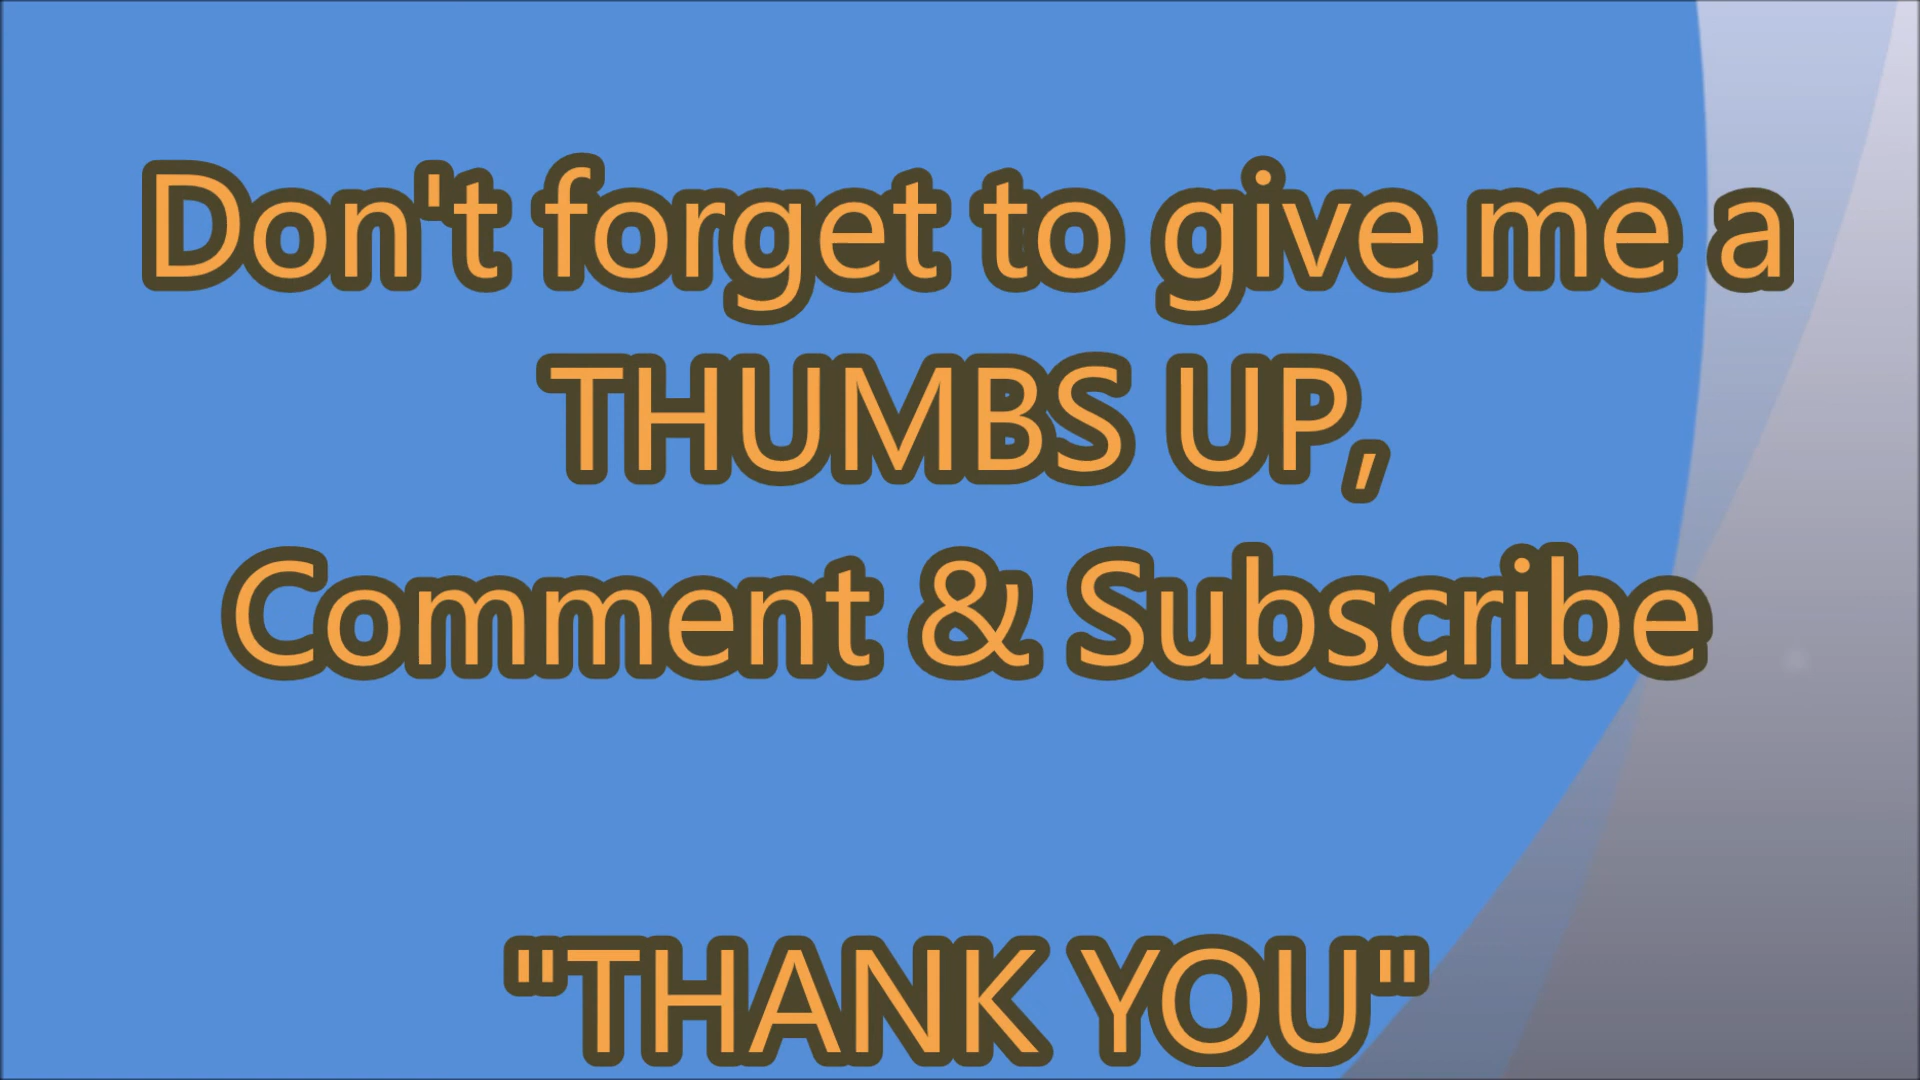 Don't forget to give me a
THUMBS UP,
Comment & Subscribe
"THANK YOU"